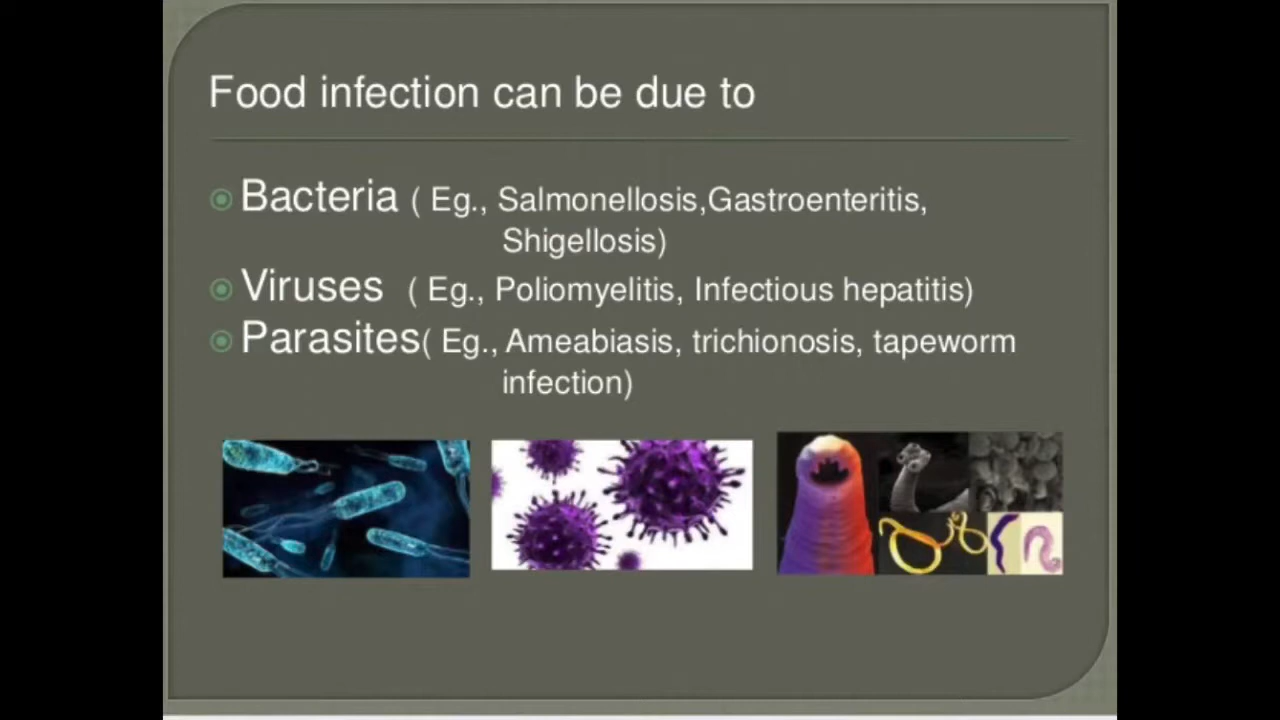 Food infection can be due to
Bacteria ( Eg., Salmonellosis,Gastroenteritis,
Shigellosis)
Viruses ( Eg., Poliomyelitis, Infectious hepatitis)
Parasites( Eg., Ameabiasis, trichionosis, tapeworm
infection)